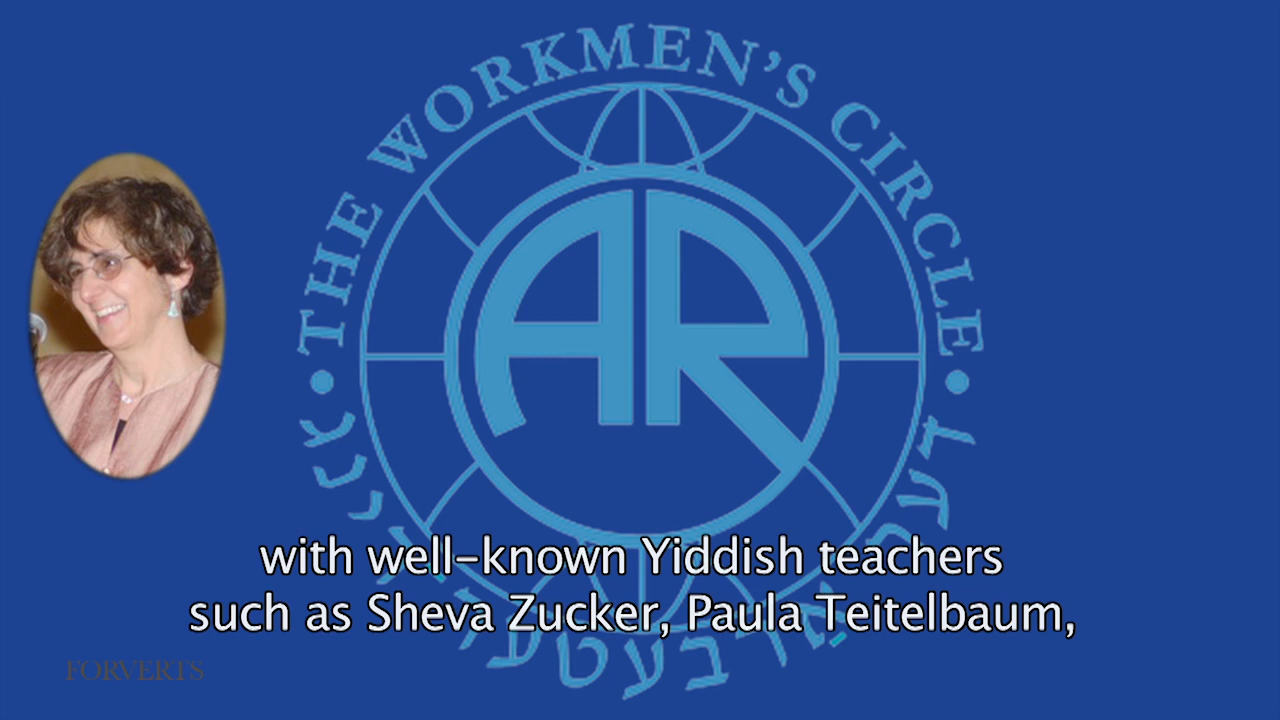 THE WORKMEN'S CIRCLE
AR
with well-known Yiddish teachers
such as Sheva Zucker, Paula Teitelbaum,
FORVERTS